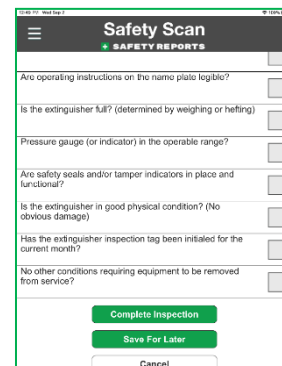 Wed Sep 2
Safety Scan
SAFETY REPORTS
Are operating instructions on the name plate legible?
Is the extinguisher full? (determined by weighing or hefting)
Pressure gauge (or indicator) in the operable range?
Are safety seals and/or tamper indicators in place and
functional?
Is the extinguisher in good physical condition? (No
obvious damage)
Has the extinguisher inspection tag been initialed for the
current month?
No other conditions requiring equipment to be removed
from service?
Complete Inspection
Save For Later
Cancel